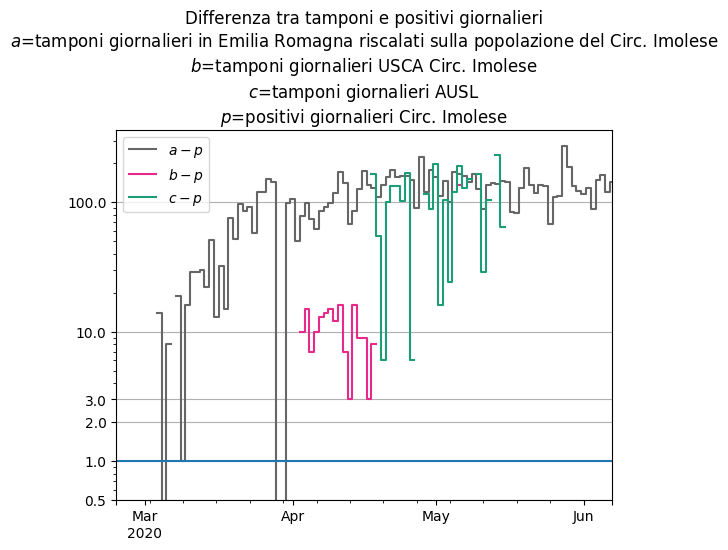 Differenza tra tamponi e positivi giornalieri
a=tamponi giornalieri in Emilia Romagna riscalati sulla popolazione del Circ. Imolese
b=tamponi giornalieri USCA Circ. Imolese
c=tamponi giornalieri AUSL
p=positivi giornalieri Circ. Imolese
a − p
b − p
c − p
100.0
10.0
3.0
2.0
1.0
0.5
Mar Apr May Jun
2020